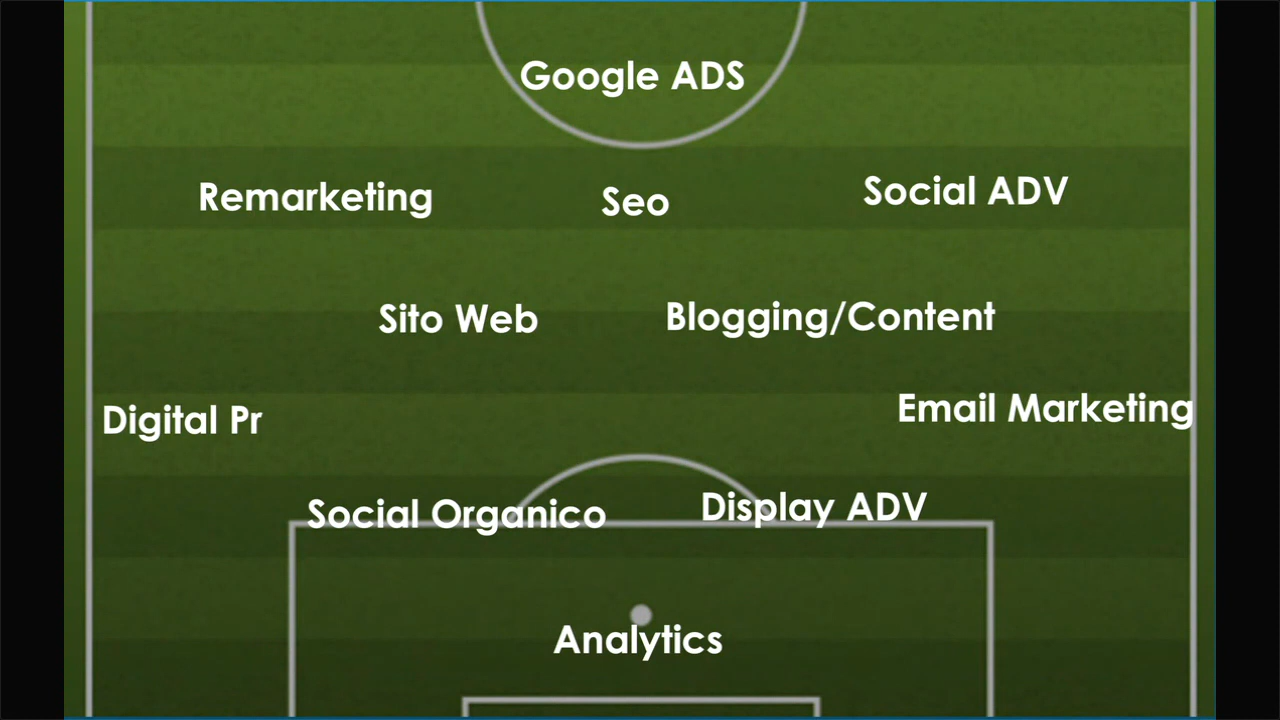 Google ADS
Remarketing
Seo
Social ADV
Sito Web
Blogging/Content
Digital Pr
Email Marketing
Social Organico
Display ADV
Analytics